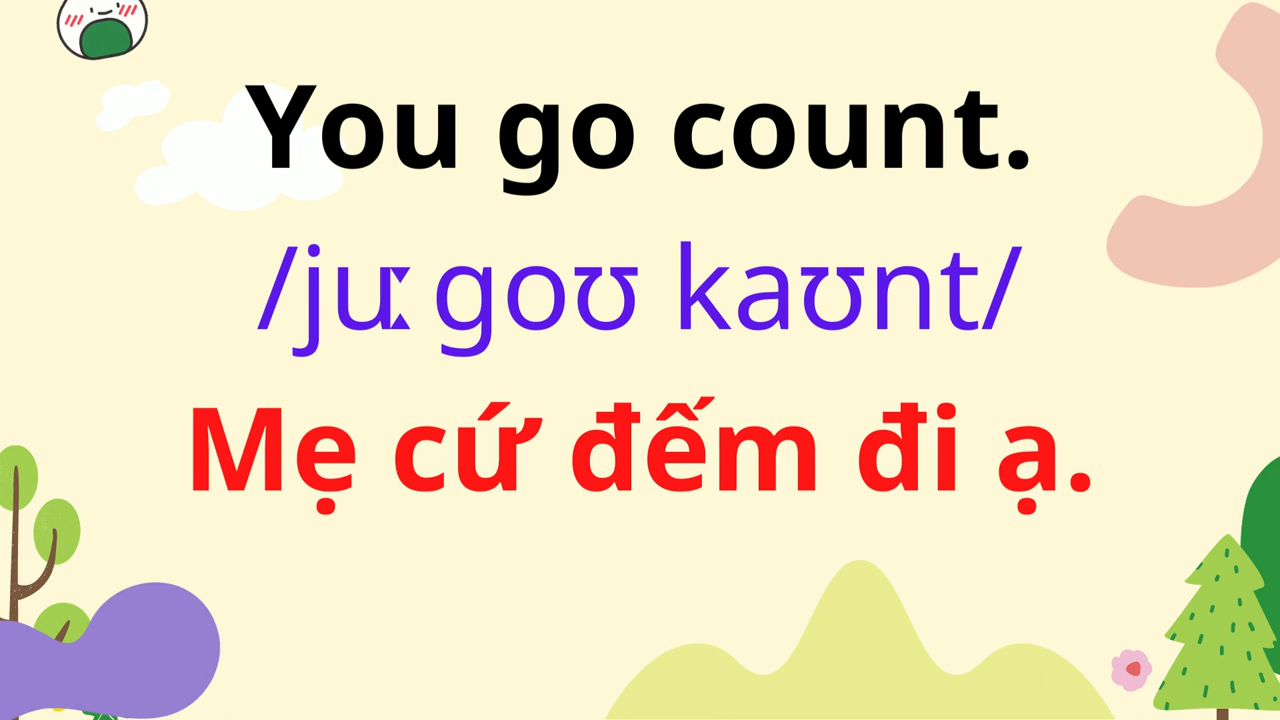 You go count.
/juː goʊ kaʊnt/
Mẹ cứ đếm đi ạ.